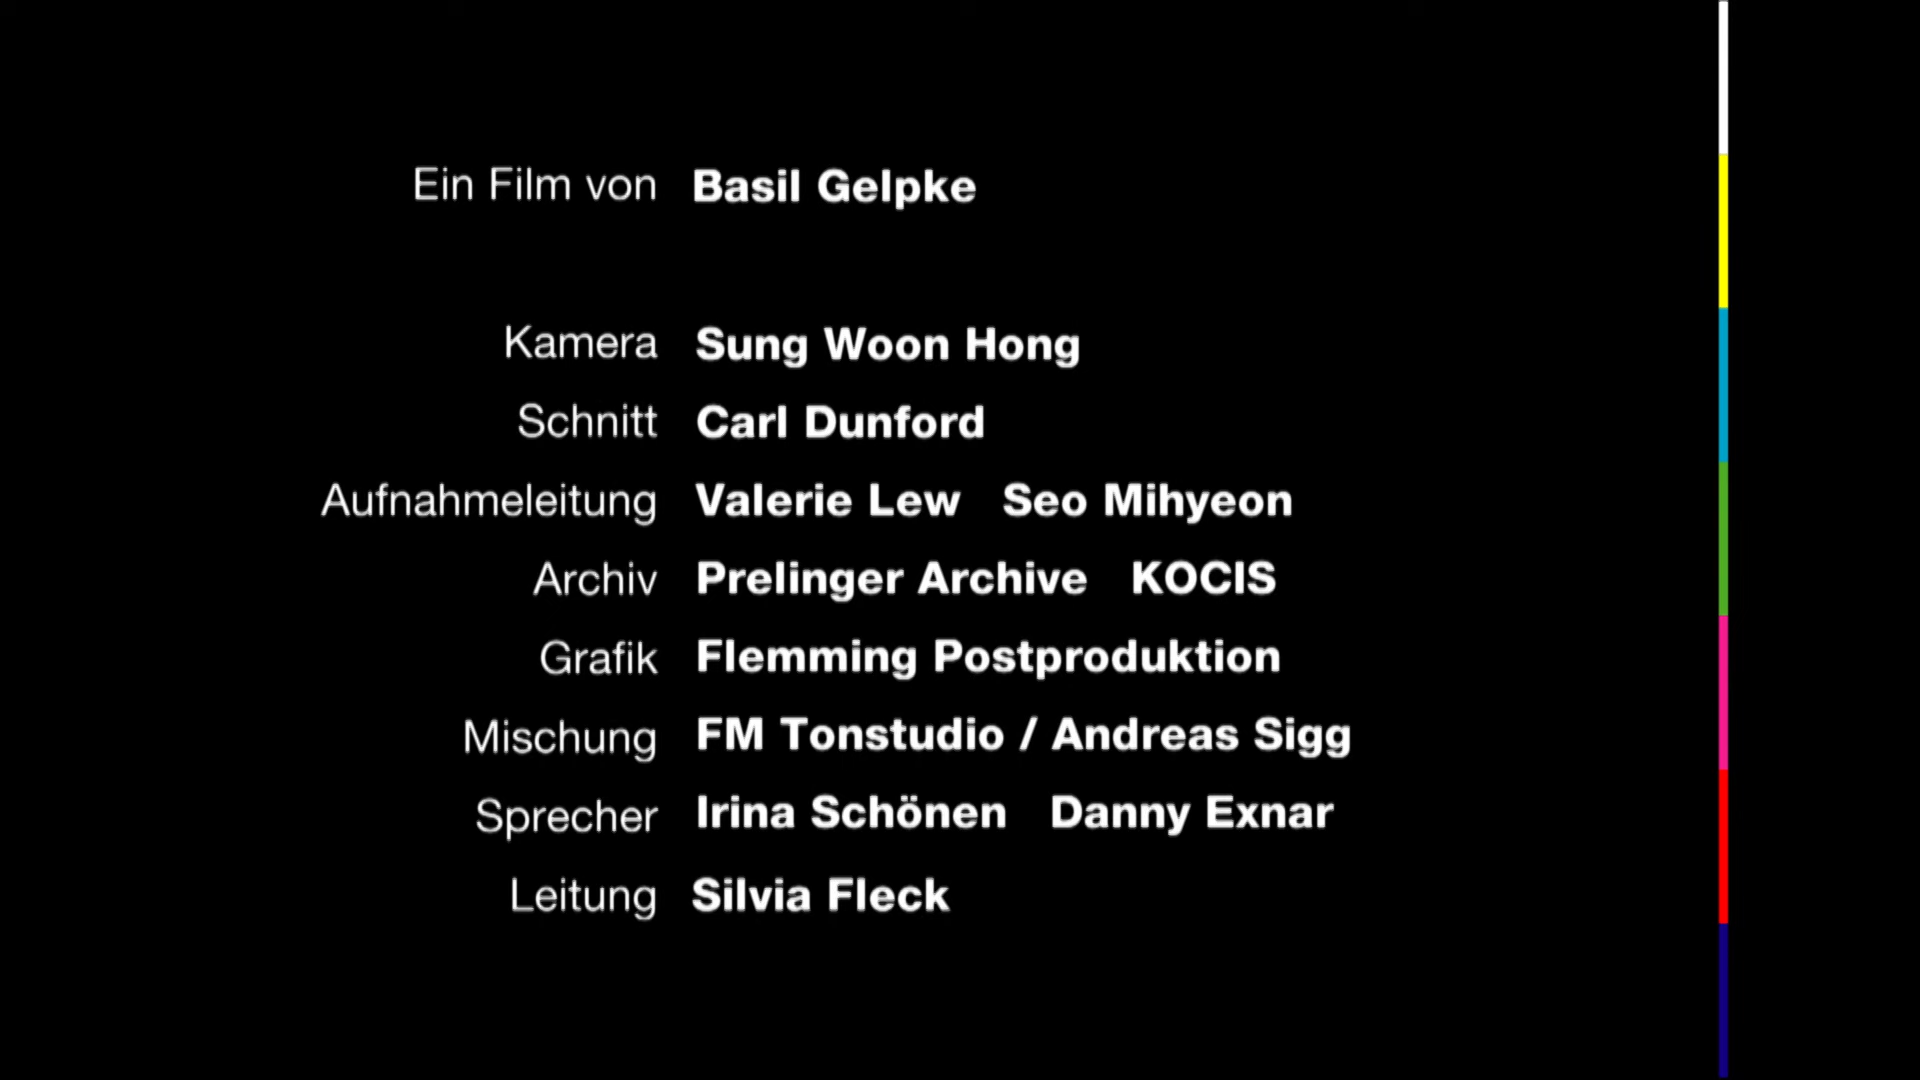 Ein Film von Basil Gelpke
Kamera Sung Woon Hong
Schnitt Carl Dunford
Aufnahmeleitung Valerie Lew Seo Mihyeon
Archiv Prelinger Archive KOCIS
Grafik Flemming Postproduktion
Mischung FM Tonstudio / Andreas Sigg
Sprecher Irina Schönen Danny Exnar
Leitung Silvia Fleck